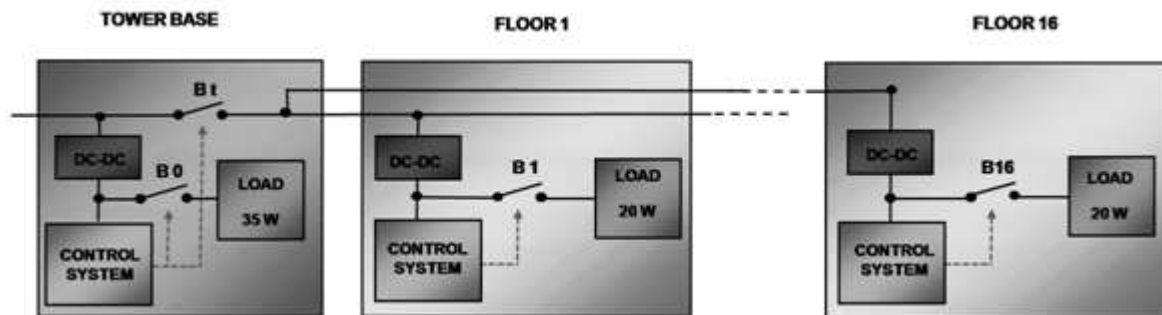 TOWER BASE
FLOOR 1
FLOOR 16
B t
DC-DC
B 0
LOAD
35 W
CONTROL
SYSTEM
DC-DC
B 1
LOAD
20 W
CONTROL
SYSTEM
DC-DC
B16
LOAD
20 W
CONTROL
SYSTEM